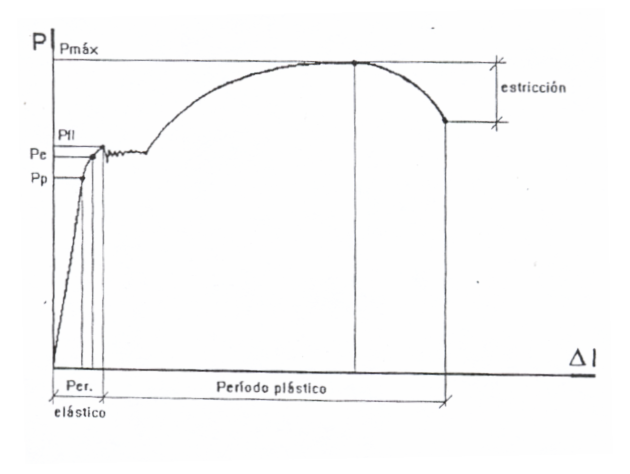 P
Pmáx
estricción
Pfl
Pe
Pp
Δl
Per.
elástico
Período plástico